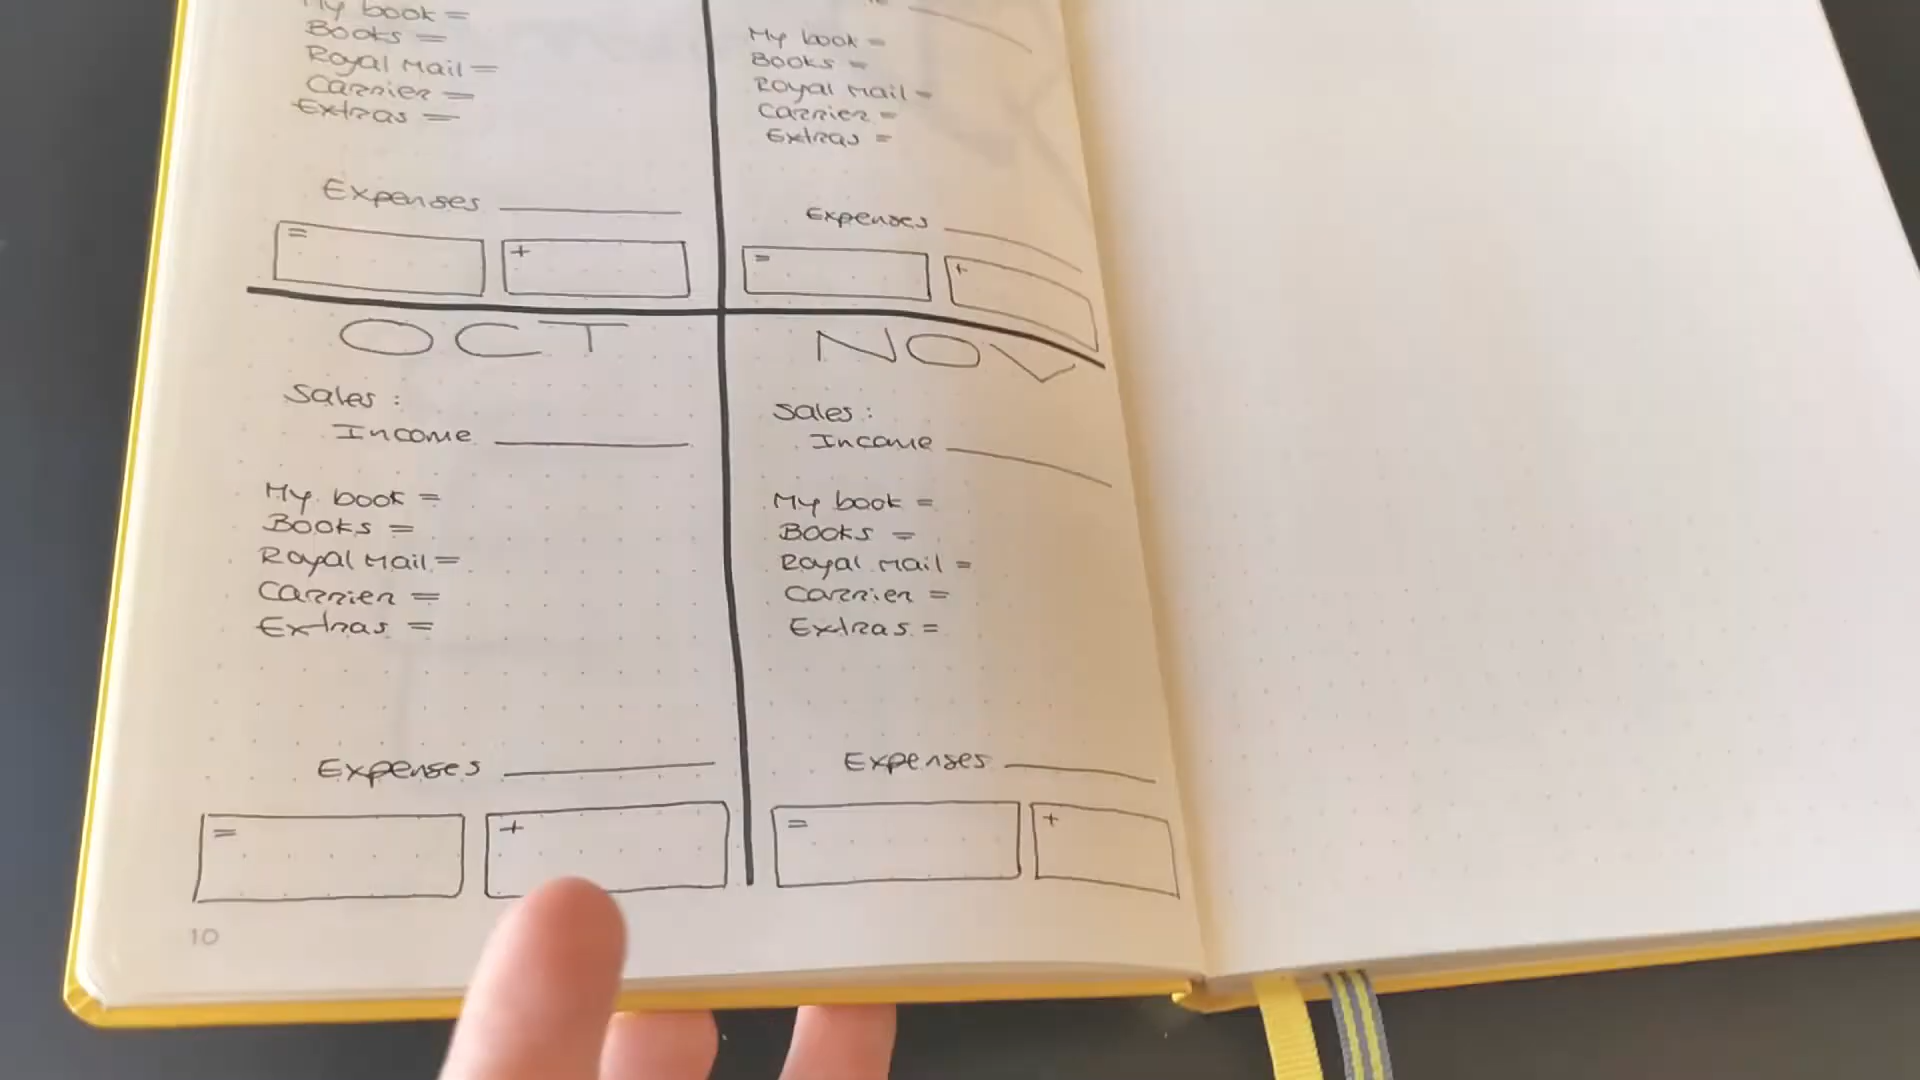 My book =
Books =
Royal Mail =
Carrier =
Extras =
Expenses
=
+
My book =
Books =
Royal Mail =
Carrier =
Extras =
Expenses
=
+
OCT
Sales :
Income
My book =
Books =
Royal Mail =
Carrier =
Extras =
Expenses
=
+
NOV
Sales :
Income
My book =
Books =
Royal Mail =
Carrier =
Extras =
Expenses
=
+
10